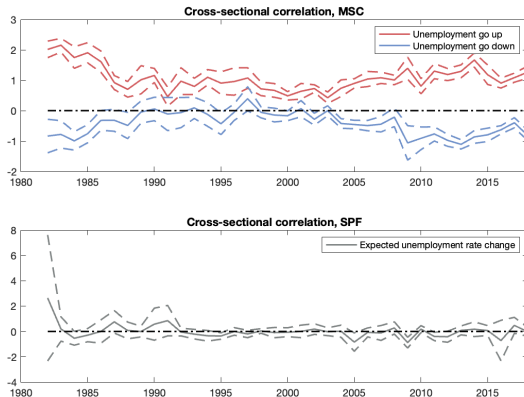 Cross-sectional correlation, MSC
3
2
1
0
-1
-2
Unemployment go up
Unemployment go down
1980 1985 1990 1995 2000 2005 2010 2015
Cross-sectional correlation, SPF
8
6
4
2
0
-2
-4
Expected unemployment rate change
1980 1985 1990 1995 2000 2005 2010 2015